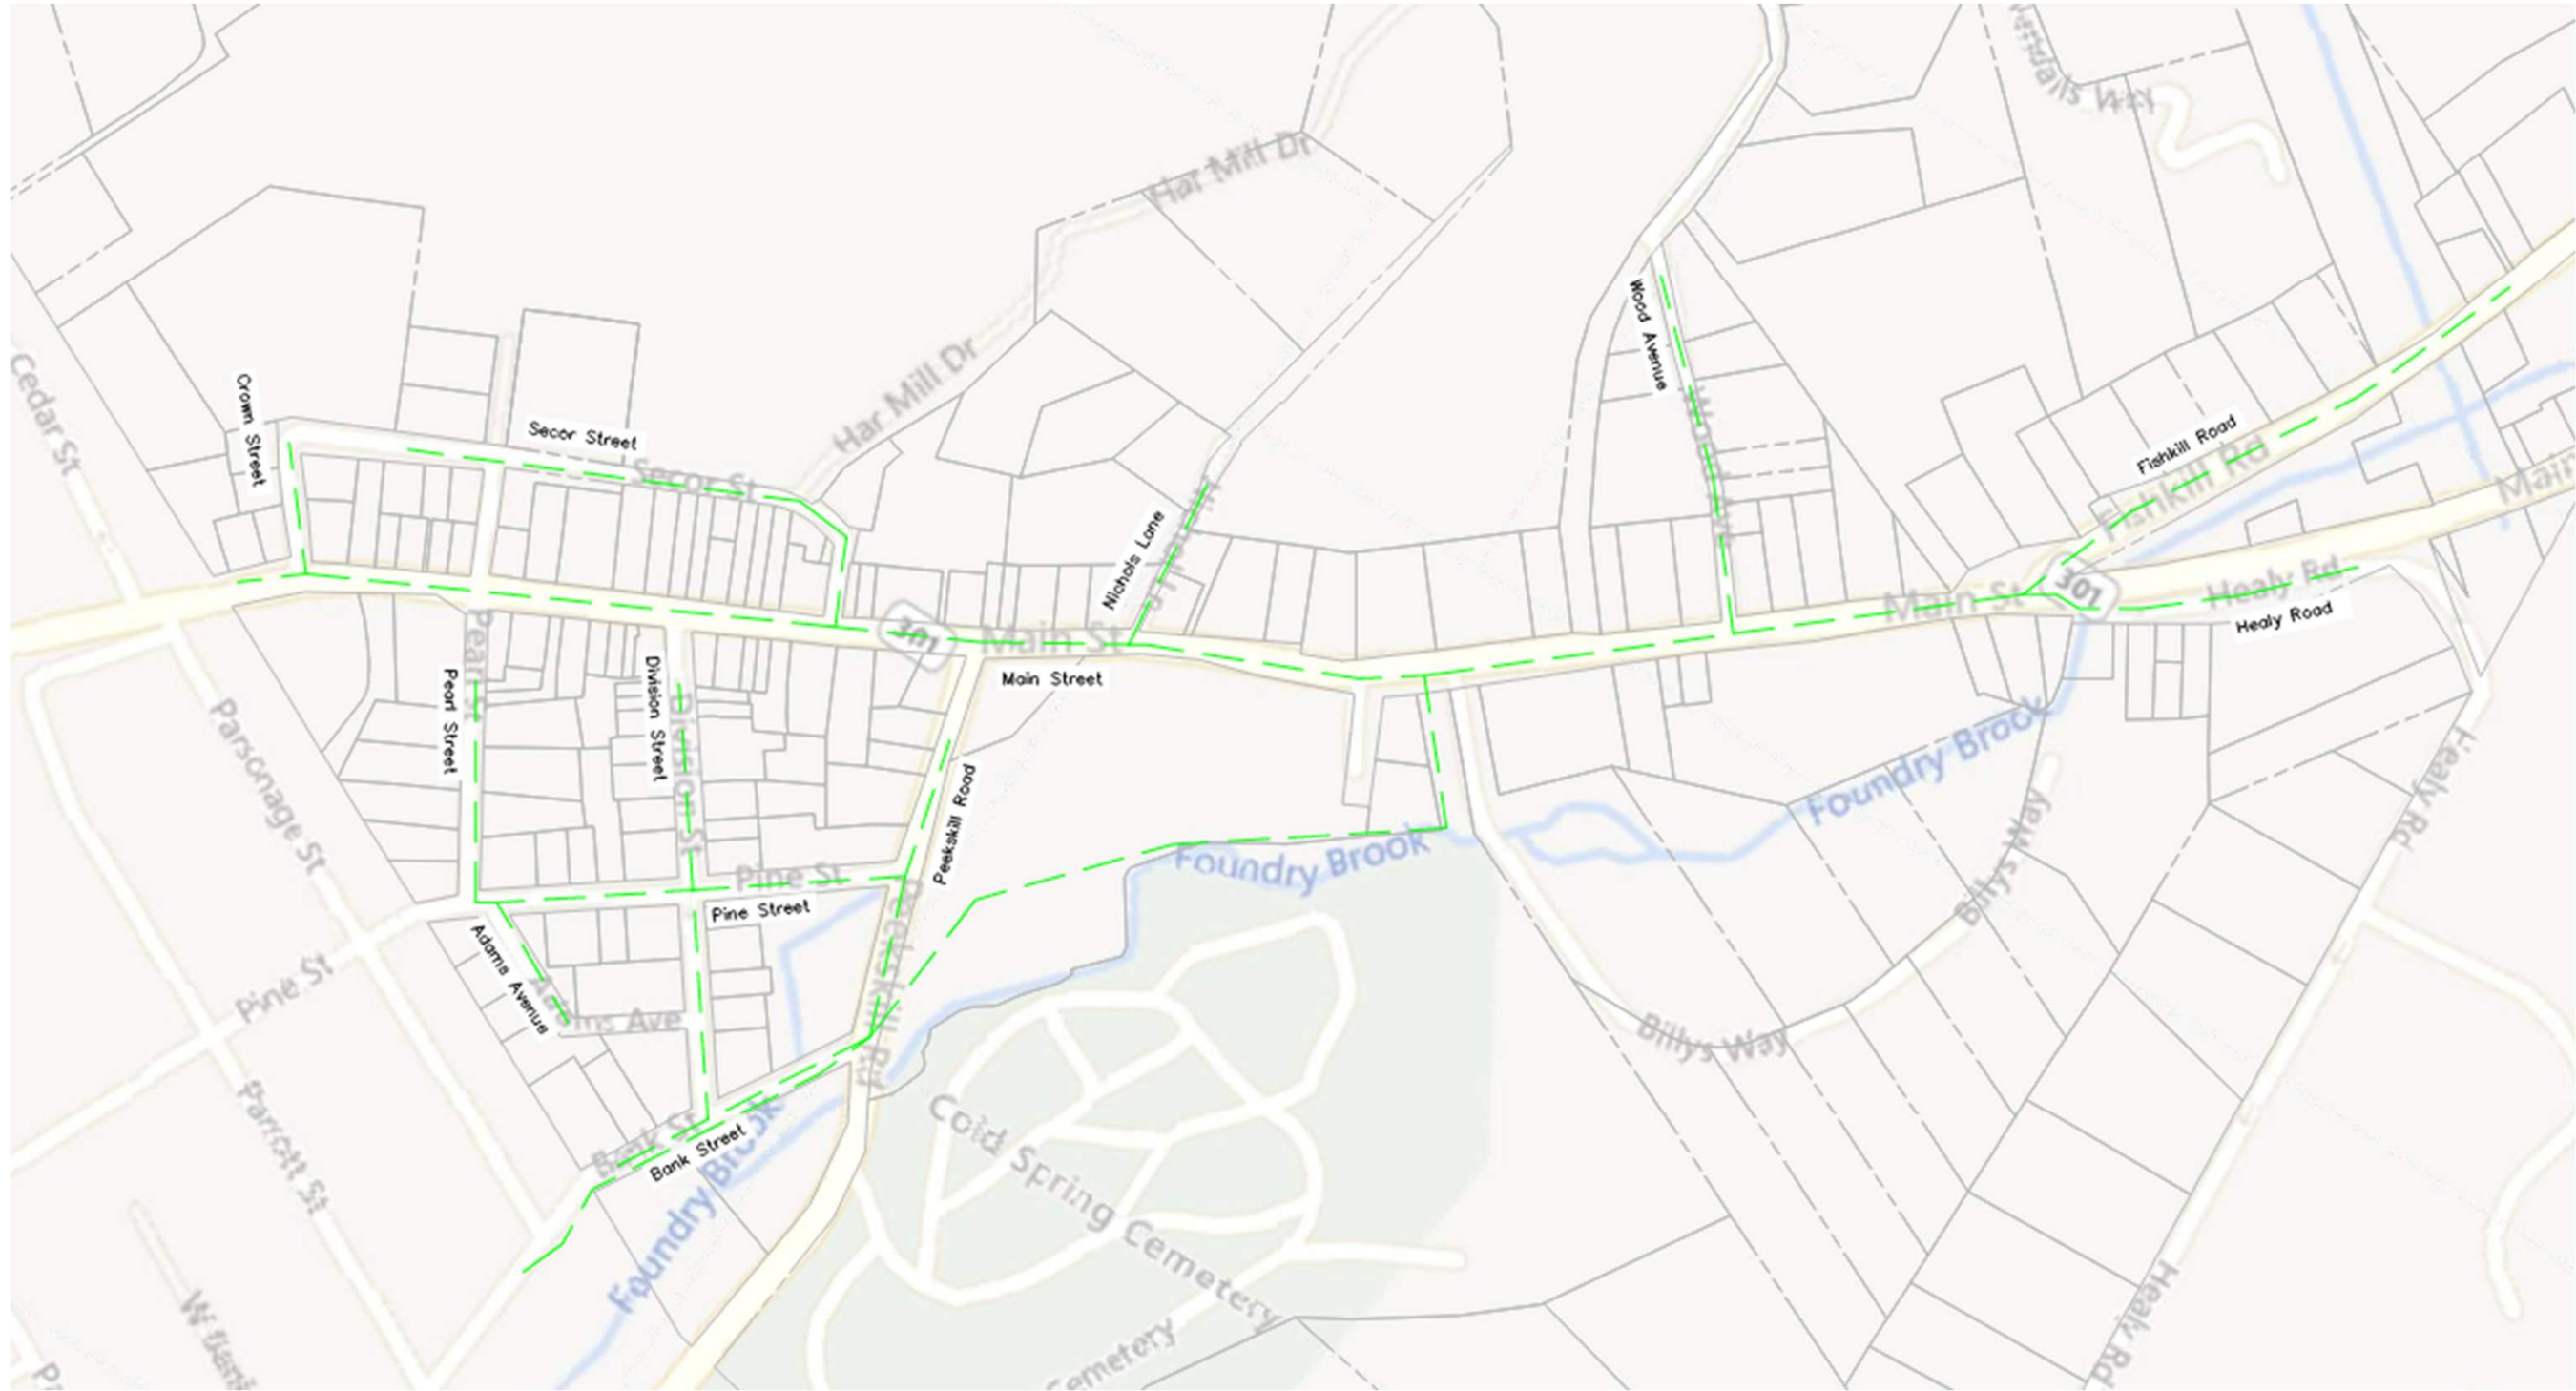 Har Mill Dr
Cedar St
Crown Street
Secor Street
Secor St
Har Mill Dr
Nichols Lane
Wood Avenue
Wood Ave
Fishkill Road
Fishkill Rd
Main
301
Main St
Main Street
Main St
301
Healy Rd
Healy Road
Pearl St
Pearl Street
Division Street
Division St
Parsonage St
Peekskill Road
Peekskill Rd
Pine St
Pine Street
Pine St
Adams Avenue
Adams Ave
Foundry Brook
Foundry Brook
Billys Way
Billys Way
Healy Rd
Bank St
Bank Street
Foundry Brook
Parrott St
Cold Spring Cemetery
Cemetery
Healy Rd